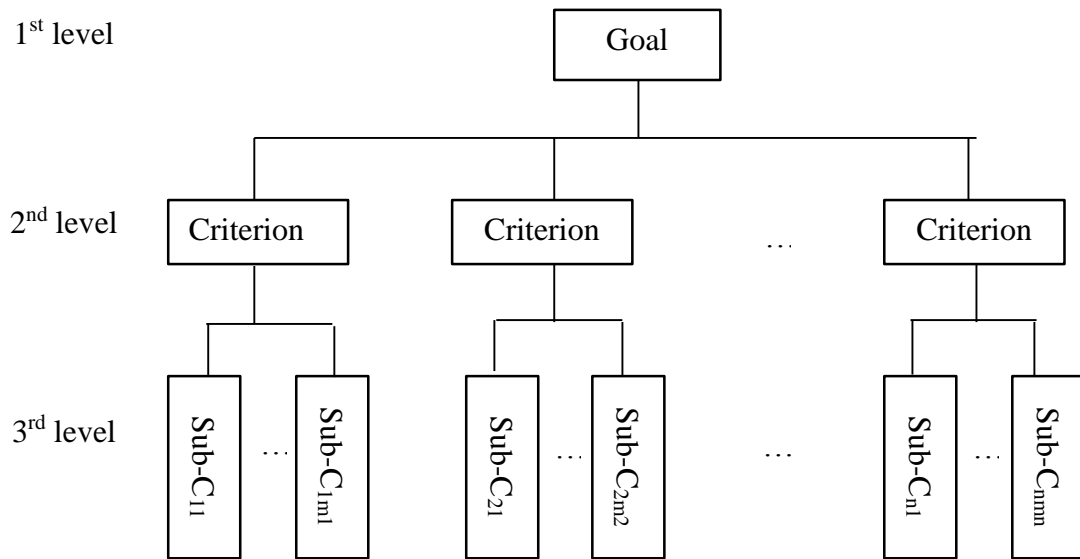 1st level
Goal
2nd level
Criterion
Criterion
…
Criterion
3rd level
Sub-C11
…
Sub-C1m1
Sub-C21
…
Sub-C2m2
…
Sub-Cn1
…
Sub-Cnmn